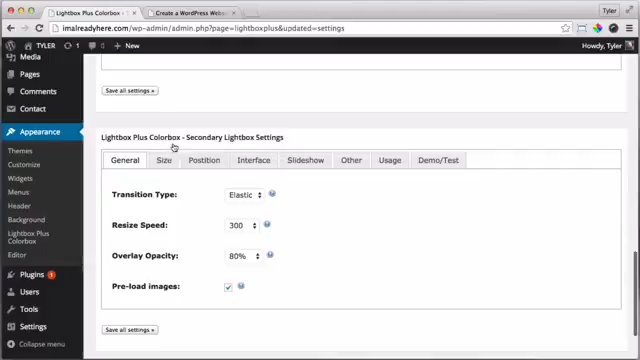 Lightbox Plus Colorbox -
Create a WordPress Webs
Tyler
imalreadyhere.com/wp-admin/admin.php?page=lightboxplus&updated=settings
TYLER 1 + New
Howdy, Tyler
Media
Pages
Comments
Contact
Appearance
Themes
Customize
Widgets
Menus
Header
Background
Lightbox Plus
Colorbox
Editor
Plugins 1
Users
Tools
Settings
Collapse menu
Save all settings »
Lightbox Plus Colorbox - Secondary Lightbox Settings
General Size Postition Interface Slideshow Other Usage Demo/Test
Transition Type: Elastic
Resize Speed: 300
Overlay Opacity: 80%
Pre-load images:
Save all settings »